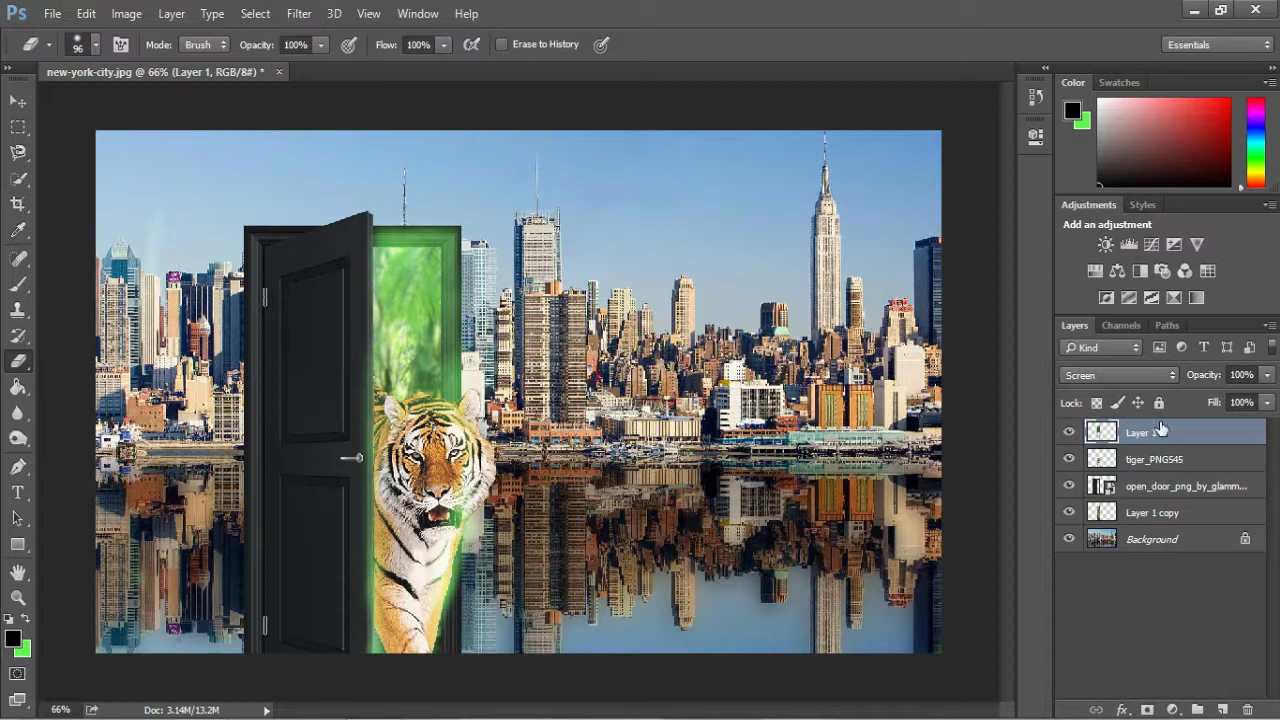 Ps File Edit Image Layer Type Select Filter 3D View Window Help
96 Mode: Brush Opacity: 100% Flow: 100% Erase to History Essentials
new-york-city.jpg @ 66% (Layer 1, RGB/8#) *
Color Swatches
Adjustments Styles
Add an adjustment
Layers Channels Paths
Kind
Screen Opacity: 100%
Lock: Fill: 100%
Layer 1
tiger_PNG545
open_door_png_by_glamm...
Layer 1 copy
Background
66% Doc: 3.14M/13.2M